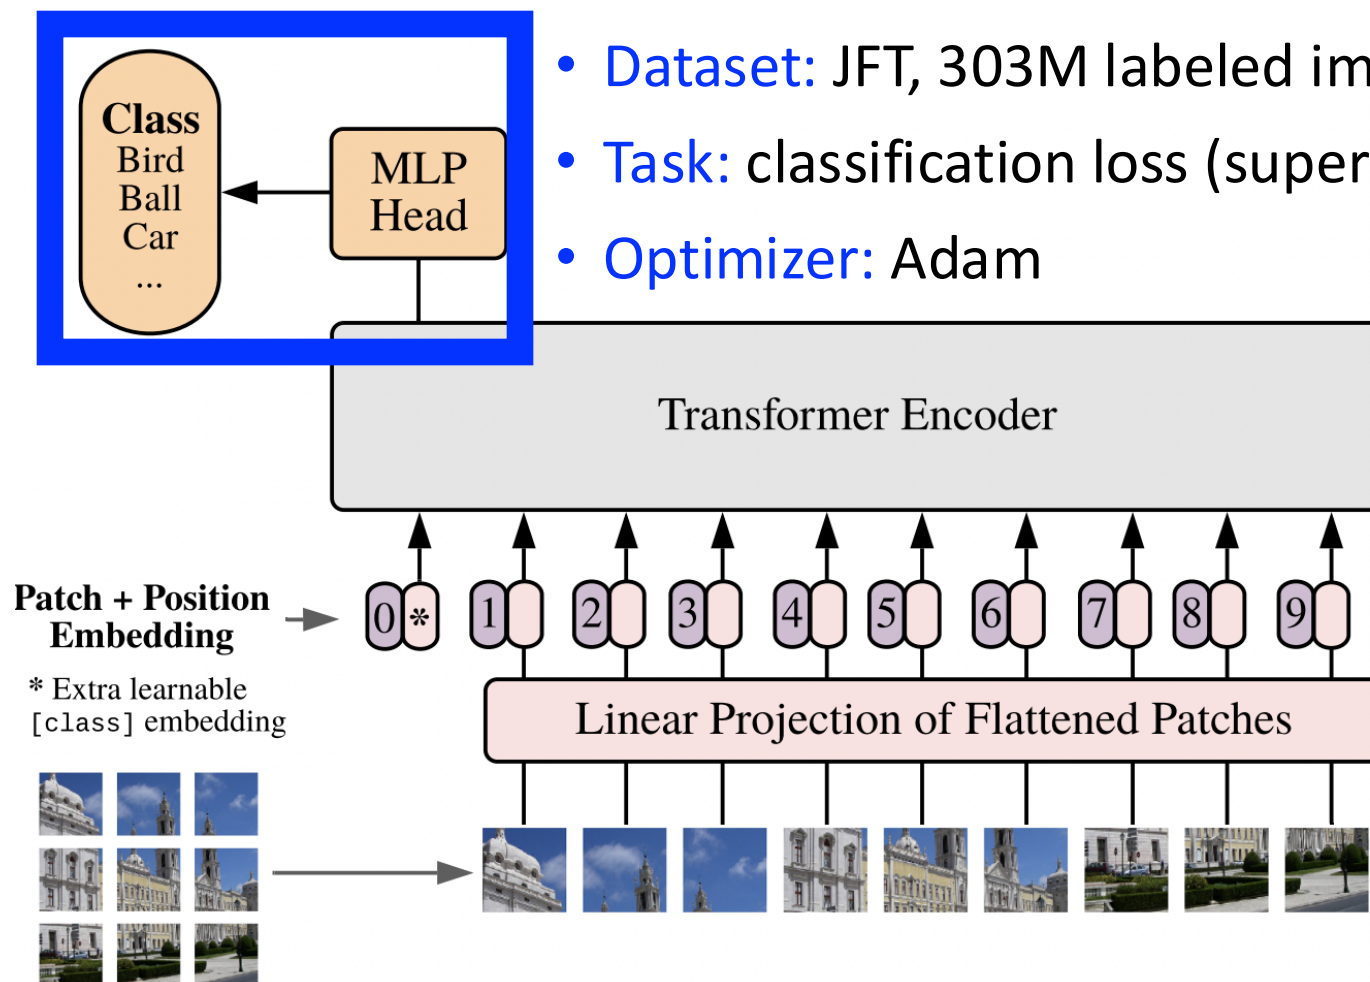 • Dataset: JFT, 303M labeled
• Task: classification loss
• Optimizer: Adam
Class
Bird
Ball
Car
...
MLP
Head
Transformer Encoder
Patch + Position
Embedding
0 * 1 2 3 4 5 6 7 8 9
* Extra learnable
[class] embedding
Linear Projection of Flattened Patches